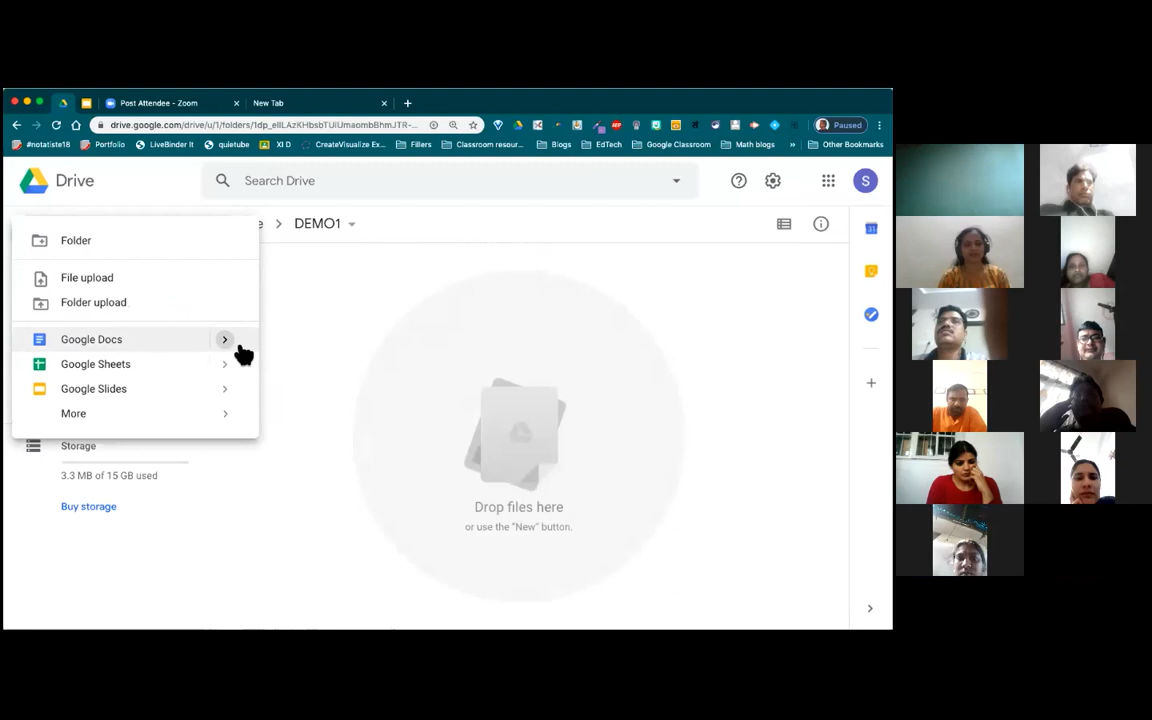 Post Attendee - Zoom
New Tab
drive.google.com/drive/u/1/folders/
Paused
#notatiste18
Portfolio
LiveBinder It
quietube
XI D
CreateVisualize Ex...
Fillers
Classroom resour...
Blogs
EdTech
Google Classroom
Math blogs
»
Other Bookmarks
Drive
Search Drive
S
e > DEMO1
Folder
File upload
Folder upload
Google Docs
Google Sheets
Google Slides
More
Storage
3.3 MB of 15 GB used
Buy storage
Drop files here
or use the "New" button.